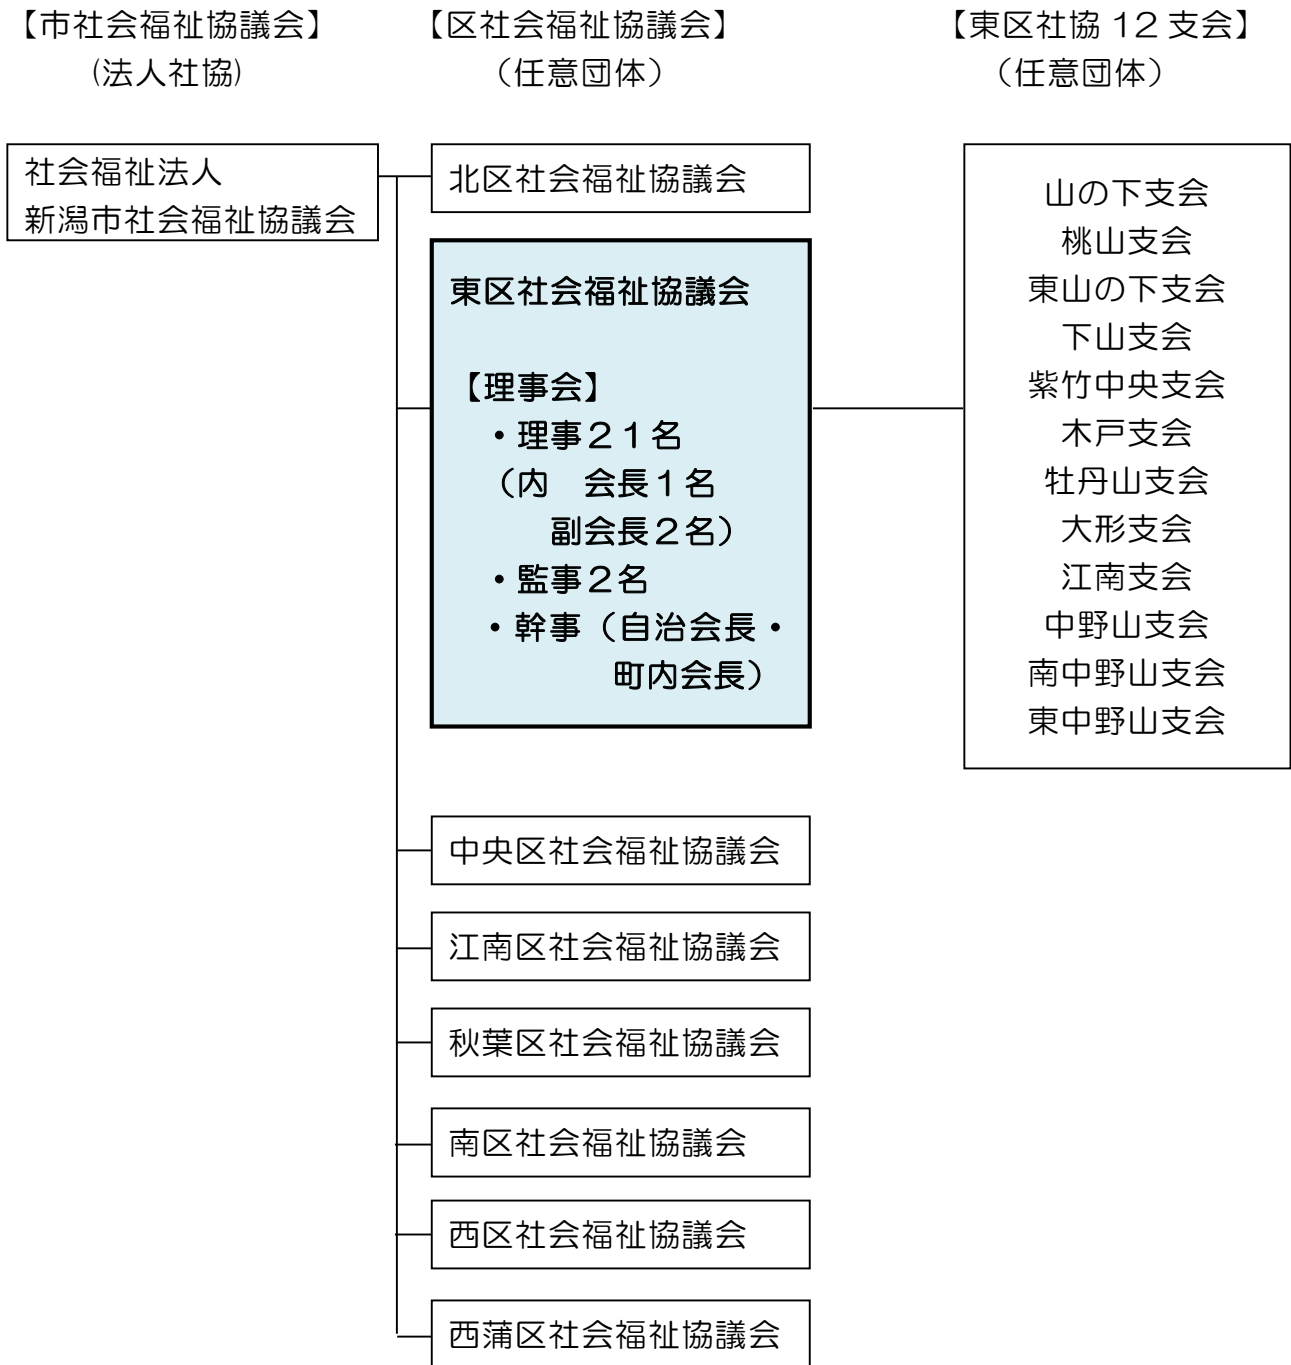 【市社会福祉協議会】
(法人社協)
【区社会福祉協議会】
（任意団体）
【東区社協 12 支会】
（任意団体）
社会福祉法人
新潟市社会福祉協議会
北区社会福祉協議会
東区社会福祉協議会
【理事会】
・理事２１名
（内　会長１名
副会長２名）
・監事２名
・幹事（自治会長・
町内会長）
中央区社会福祉協議会
江南区社会福祉協議会
秋葉区社会福祉協議会
南区社会福祉協議会
西区社会福祉協議会
西蒲区社会福祉協議会
山の下支会
桃山支会
東山の下支会
下山支会
紫竹中央支会
木戸支会
牡丹山支会
大形支会
江南支会
中野山支会
南中野山支会
東中野山支会